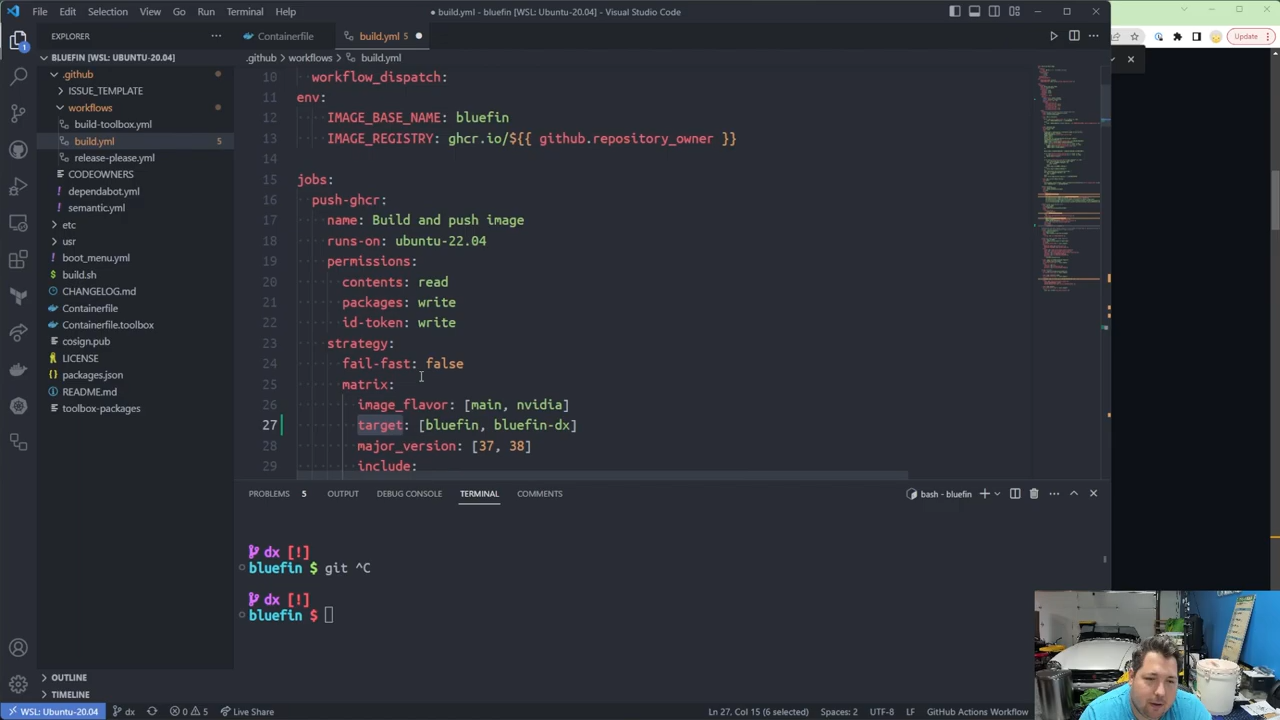 File Edit Selection View Go Run Terminal Help
build.yml - bluefin [WSL: Ubuntu-20.04] - Visual Studio Code
EXPLORER
Containerfile
build.yml 5
Update
BLUEFIN [WSL: UBUNTU-20.04]
.github > workflows > build.yml
.github
ISSUE_TEMPLATE
workflows
build-toolbox.yml
build.yml 5
release-please.yml
CODEOWNERS
dependabot.yml
semantic.yml
etc
usr
boxkit-menu.yml
build.sh
CHANGELOG.md
Containerfile
Containerfile.toolbox
cosign.pub
LICENSE
packages.json
README.md
toolbox-packages
OUTLINE
TIMELINE
10 workflow_dispatch:
11 env:
12 IMAGE_BASE_NAME: bluefin
13 IMAGE_REGISTRY: ghcr.io/${{ github.repository_owner }}
14
15 jobs:
16 push-ghcr:
17 name: Build and push image
18 runs-on: ubuntu-22.04
19 permissions:
20 contents: read
21 packages: write
22 id-token: write
23 strategy:
24 fail-fast: false
25 matrix:
26 image_flavor: [main, nvidia]
27 target: [bluefin, bluefin-dx]
28 major_version: [37, 38]
29 include:
PROBLEMS 5 OUTPUT DEBUG CONSOLE TERMINAL COMMENTS
bash - bluefin
dx [!]
bluefin $ git ^C
dx [!]
bluefin $
WSL: Ubuntu-20.04 dx 0 5 Live Share
Ln 27, Col 15 (6 selected) Spaces: 2 UTF-8 LF GitHub Actions Workflow